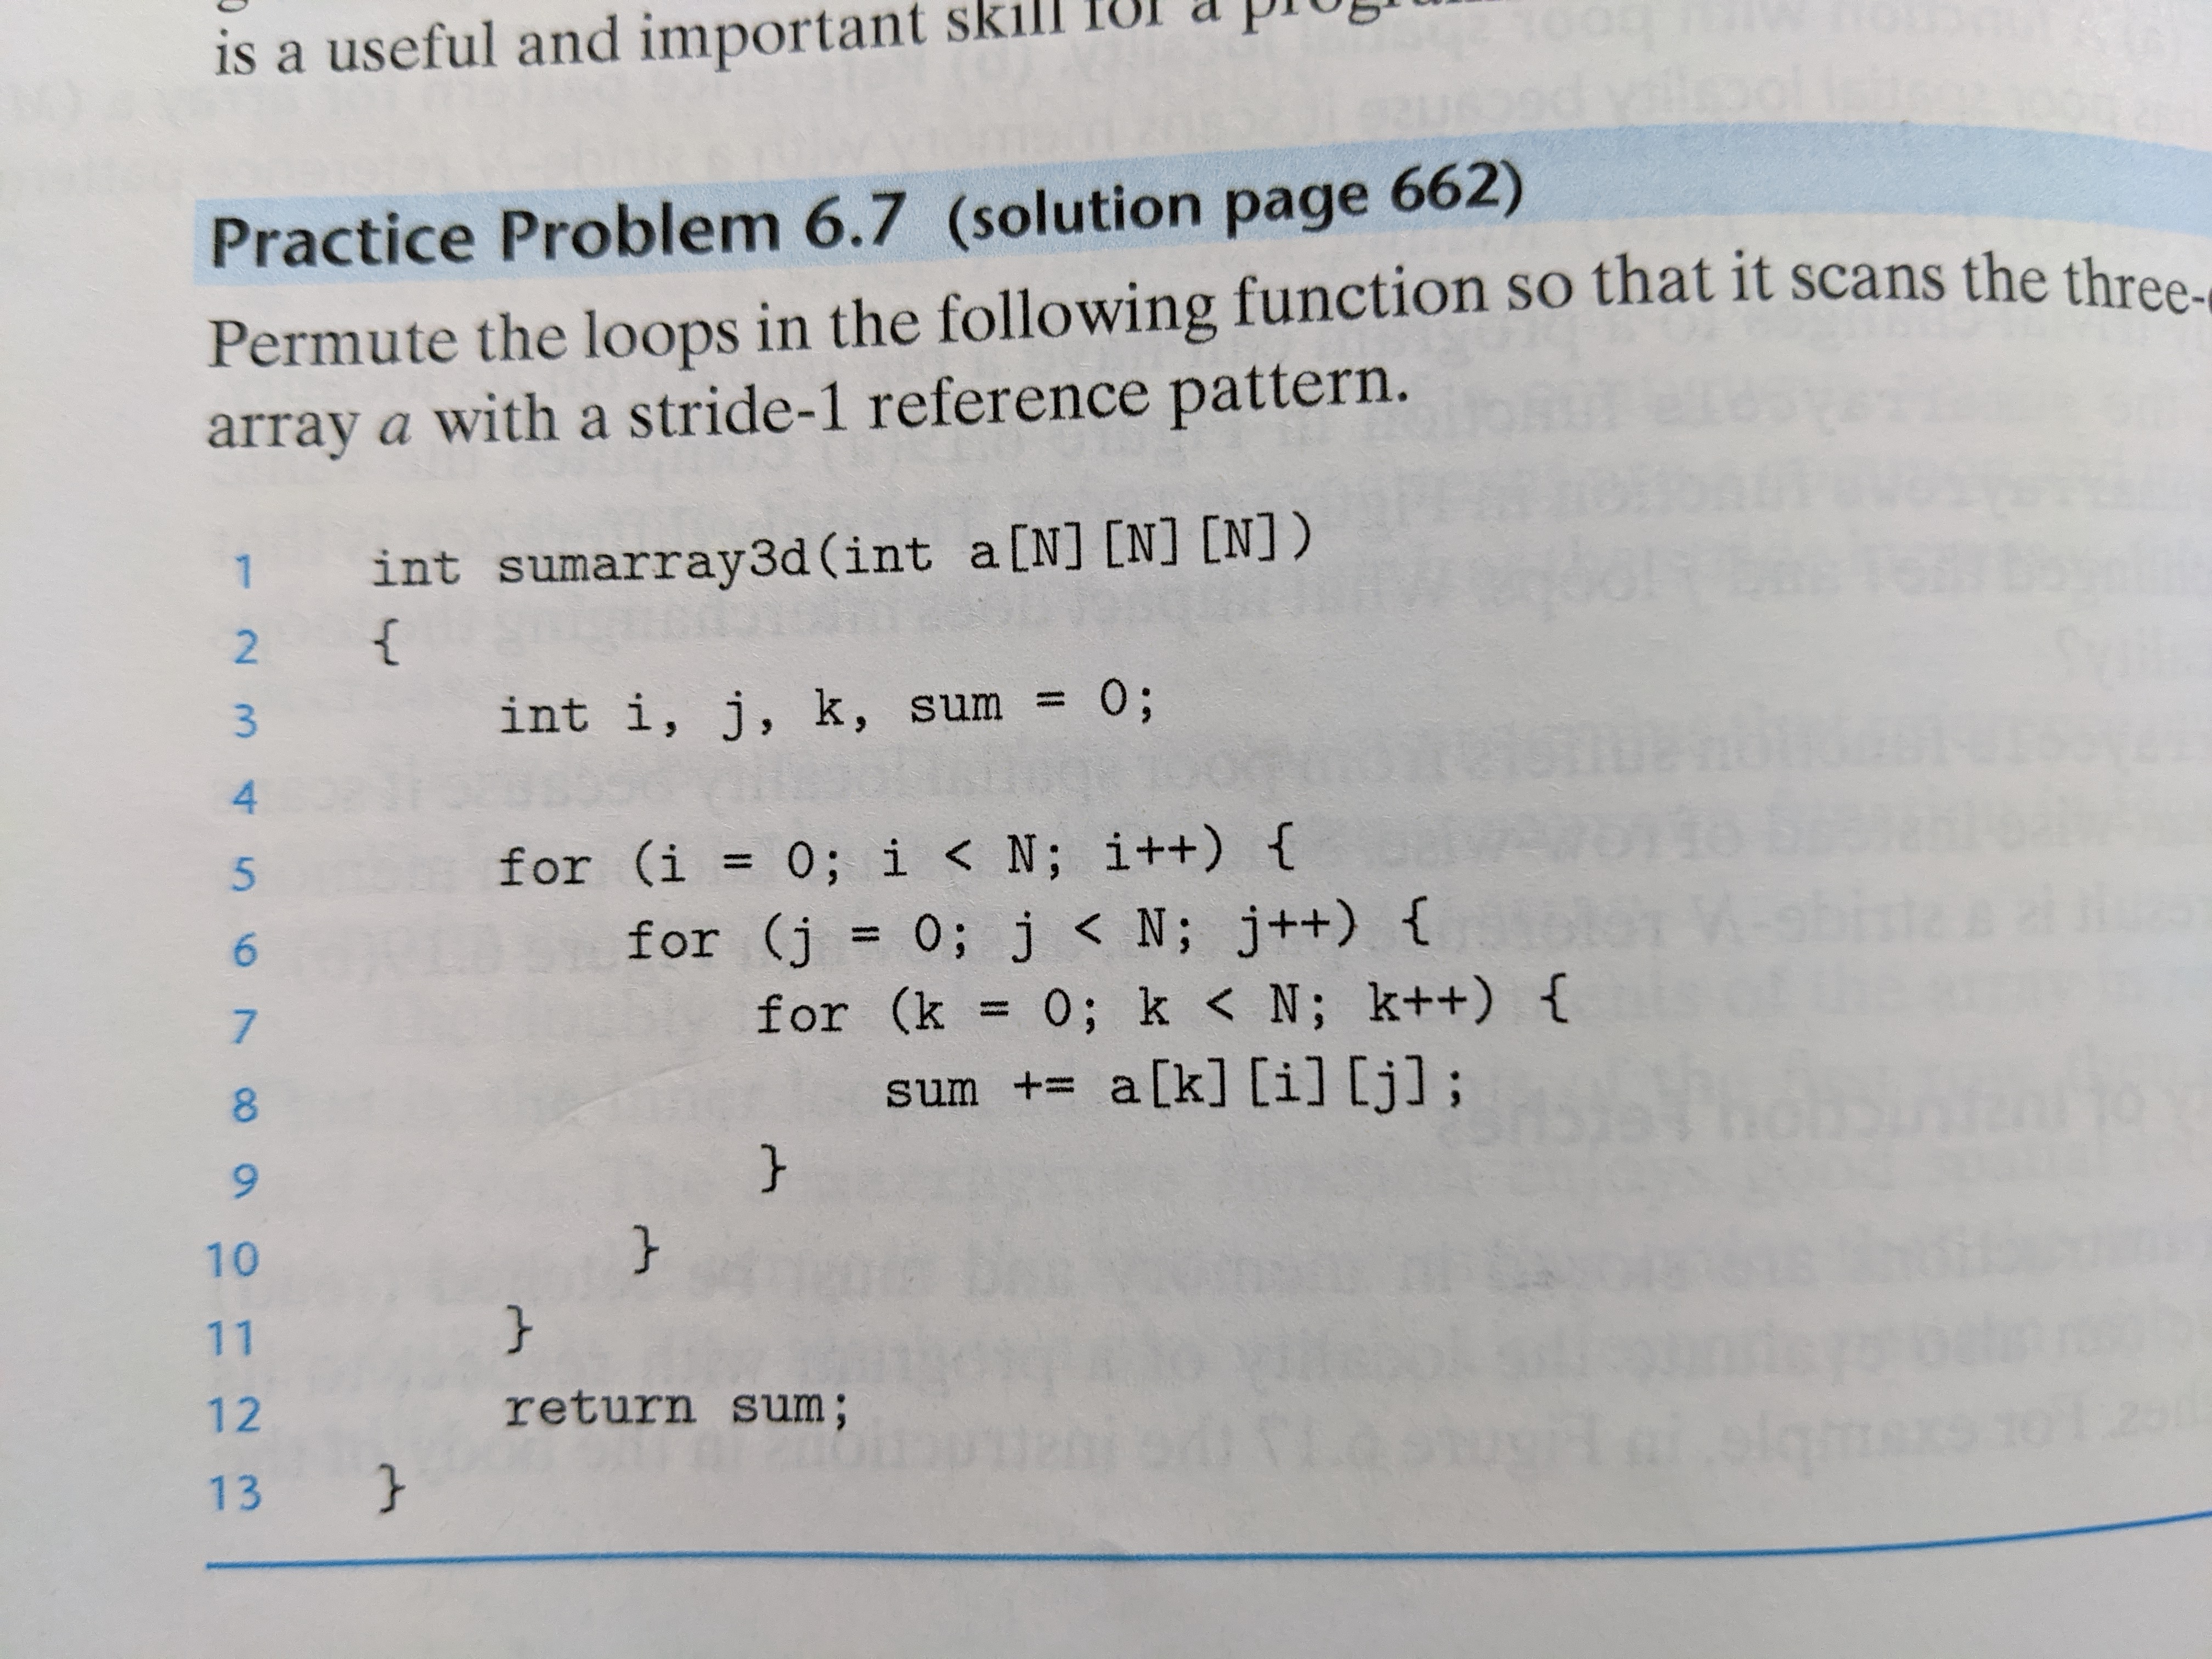 is a useful and important skill for a
Practice Problem 6.7 (solution page 662)
Permute the loops in the following function so that it scans the three-
array a with a stride-1 reference pattern.
1 int sumarray3d(int a[N][N][N])
2 {
3 int i, j, k, sum = 0;
4
5 for (i = 0; i < N; i++) {
6 for (j = 0; j < N; j++) {
7 for (k = 0; k < N; k++) {
8 sum += a[k][i][j];
9 }
10 }
11 }
12 return sum;
13 }